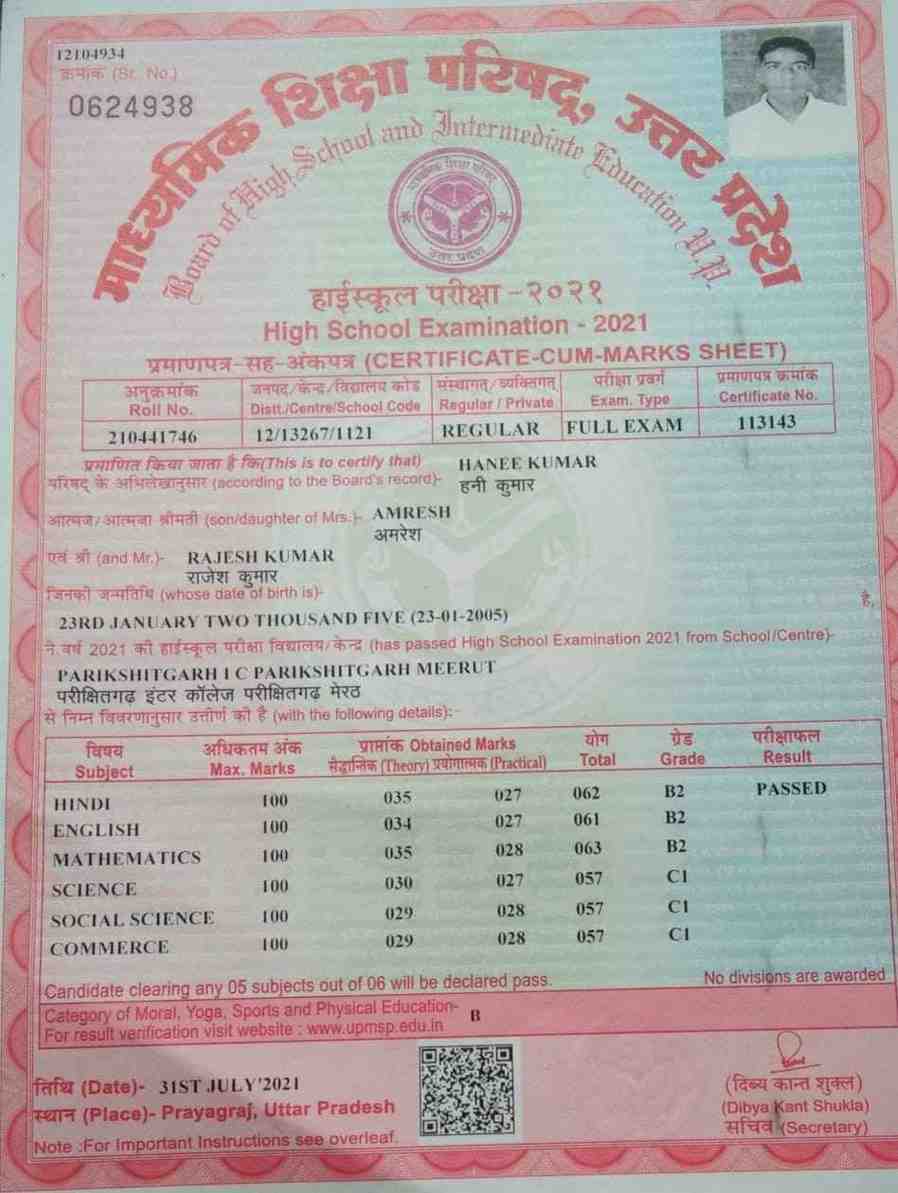 12104934
क्रमांक (Sr. No.)
0624938
माध्यमिक शिक्षा परिषद्, उत्तर प्रदेश
Board of High School and Intermediate Education U.P.
माध्यमिक शिक्षा परिषद
उत्तर प्रदेश
हाईस्कूल परीक्षा - २०२१
High School Examination - 2021
प्रमाणपत्र-सह-अंकपत्र (CERTIFICATE-CUM-MARKS SHEET)
अनुक्रमांक जनपद/केन्द्र/विद्यालय कोड संस्थागत/व्यक्तिगत परीक्षा प्रवर्ग प्रमाणपत्र क्रमांक
Roll No. Distt./Centre/School Code Regular / Private Exam. Type Certificate No.
210441746 12/13267/1121 REGULAR FULL EXAM 113143
प्रमाणित किया जाता है कि(This is to certify that) HANEE KUMAR
परिषद् के अभिलेखानुसार (according to the Board's record)- हनी कुमार
आत्मज/आत्मजा श्रीमती (son/daughter of Mrs.)- AMRESH
अमरेश
एवं श्री (and Mr.)- RAJESH KUMAR
राजेश कुमार
जिनकी जन्मतिथि (whose date of birth is)- है,
23RD JANUARY TWO THOUSAND FIVE (23-01-2005)
ने वर्ष 2021 की हाईस्कूल परीक्षा विद्यालय/केन्द्र (has passed High School Examination 2021 from School/Centre)-
PARIKSHITGARH I C PARIKSHITGARH MEERUT
परीक्षितगढ़ इंटर कॉलेज परीक्षितगढ़ मेरठ
से निम्न विवरणानुसार उत्तीर्ण की है (with the following details):-
विषय अधिकतम अंक प्राप्तांक Obtained Marks योग ग्रेड परीक्षाफल
Subject Max. Marks सैद्धान्तिक (Theory) प्रयोगात्मक (Practical) Total Grade Result
HINDI 100 035 027 062 B2 PASSED
ENGLISH 100 034 027 061 B2
MATHEMATICS 100 035 028 063 B2
SCIENCE 100 030 027 057 C1
SOCIAL SCIENCE 100 029 028 057 C1
COMMERCE 100 029 028 057 C1
Candidate clearing any 05 subjects out of 06 will be declared pass. No divisions are awarded
Category of Moral, Yoga, Sports and Physical Education- B
For result verification visit website : www.upmsp.edu.in
तिथि (Date)- 31ST JULY'2021
स्थान (Place)- Prayagraj, Uttar Pradesh
Note :For Important Instructions see overleaf.
(दिब्य कान्त शुक्ल)
(Dibya Kant Shukla)
सचिव (Secretary)